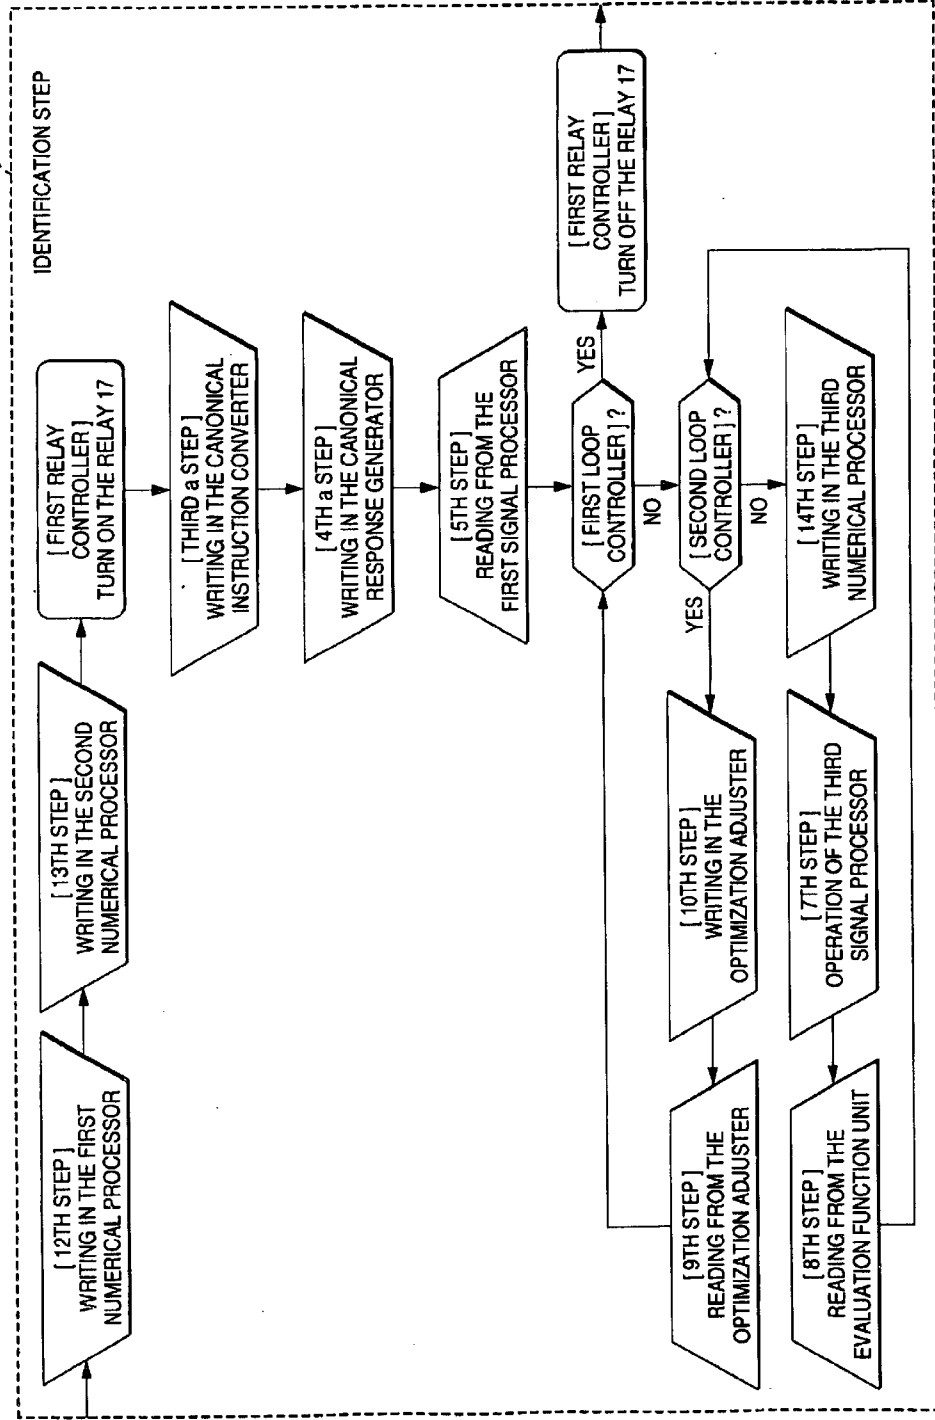 IDENTIFICATION STEP
[12TH STEP]
WRITING IN THE FIRST
NUMERICAL PROCESSOR
[13TH STEP]
WRITING IN THE SECOND
NUMERICAL PROCESSOR
[FIRST RELAY
CONTROLLER]
TURN ON THE RELAY 17
[THIRD a STEP]
WRITING IN THE CANONICAL
INSTRUCTION CONVERTER
[4TH a STEP]
WRITING IN THE CANONICAL
RESPONSE GENERATOR
[5TH STEP]
READING FROM THE
FIRST SIGNAL PROCESSOR
[FIRST LOOP
CONTROLLER]?
YES
[FIRST RELAY
CONTROLLER]
TURN OFF THE RELAY 17
NO
[SECOND LOOP
CONTROLLER]?
YES
NO
[10TH STEP]
WRITING IN THE
OPTIMIZATION ADJUSTER
[9TH STEP]
READING FROM THE
OPTIMIZATION ADJUSTER
[14TH STEP]
WRITING IN THE THIRD
NUMERICAL PROCESSOR
[7TH STEP]
OPERATION OF THE THIRD
SIGNAL PROCESSOR
[8TH STEP]
READING FROM THE
EVALUATION FUNCTION UNIT